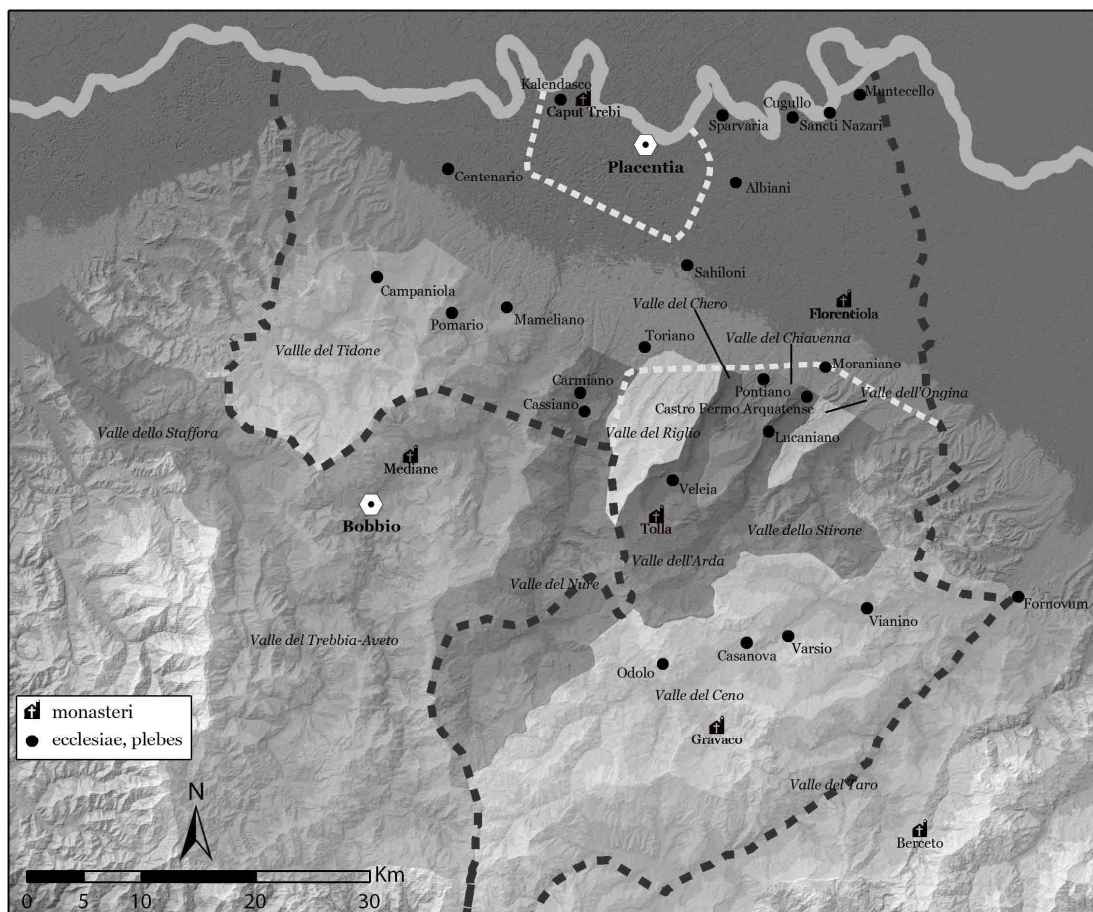 Kalendasco
Caput Trebi
Cugullo
Muntecello
Sparvaria
Sancti Nazari
Placentia
Centenario
Albiani
Sahiloni
Campaniola
Valle del Chero
Florenciola
Pomario
Mameliano
Toriano
Valle del Chiavenna
Vallle del Tidone
Moraniano
Carmiano
Pontiano
Valle dell'Ongina
Cassiano
Castro Fermo Arquatense
Valle dello Staffora
Valle del Riglio
Lucaniano
Mediane
Veleia
Bobbio
Tolla
Valle dello Stirone
Valle dell'Arda
Valle del Nure
Fornovum
Vianino
Valle del Trebbia-Aveto
Varsio
Casanova
Odolo
Valle del Ceno
monasteri
ecclesiae, plebes
Gravaco
Valle del Taro
N
Berceto
Km
0 5 10 20 30